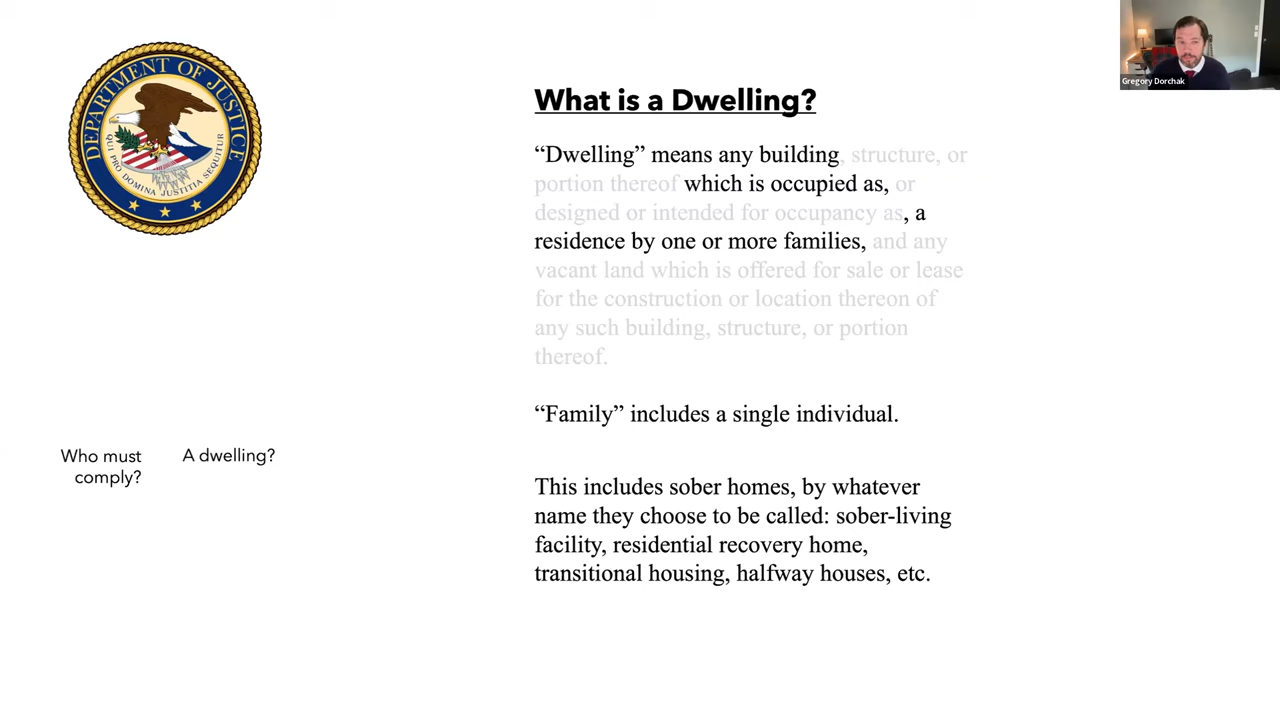 DEPARTMENT OF JUSTICE
QUI PRO DOMINA JUSTITIA SEQUITUR
Gregory Dorchak
What is a Dwelling?
“Dwelling” means any building, structure, or
portion thereof which is occupied as, or
designed or intended for occupancy as, a
residence by one or more families, and any
vacant land which is offered for sale or lease
for the construction or location thereon of
any such building, structure, or portion
thereof.
“Family” includes a single individual.
Who must
comply?
A dwelling?
This includes sober homes, by whatever
name they choose to be called: sober-living
facility, residential recovery home,
transitional housing, halfway houses, etc.